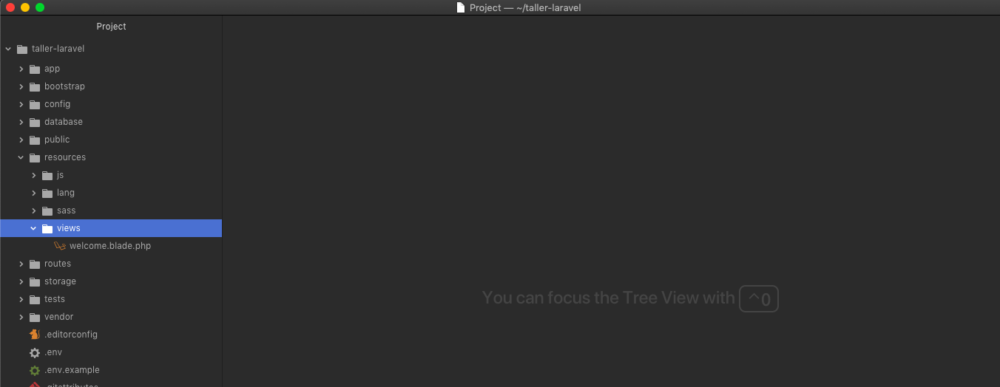 Project — ~/taller-laravel
Project
taller-laravel
app
bootstrap
config
database
public
resources
js
lang
sass
views
welcome.blade.php
routes
storage
tests
vendor
.editorconfig
.env
.env.example
.gitattributes
You can focus the Tree View with ^0